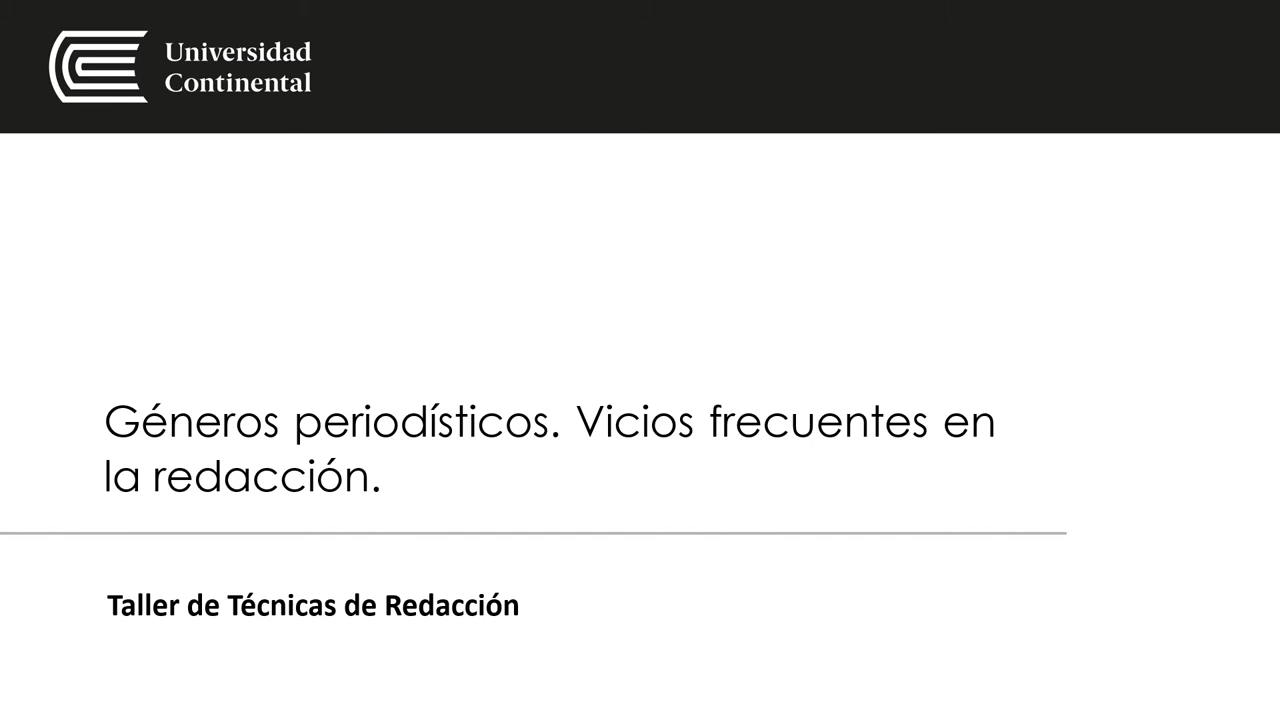 Universidad
Continental
Géneros periodísticos. Vicios frecuentes en
la redacción.
Taller de Técnicas de Redacción